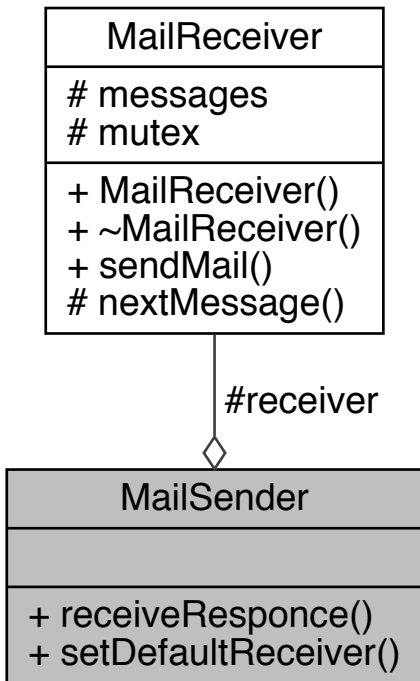 MailReceiver
# messages
# mutex
+ MailReceiver()
+ ~MailReceiver()
+ sendMail()
# nextMessage()
#receiver
MailSender
+ receiveResponce()
+ setDefaultReceiver()